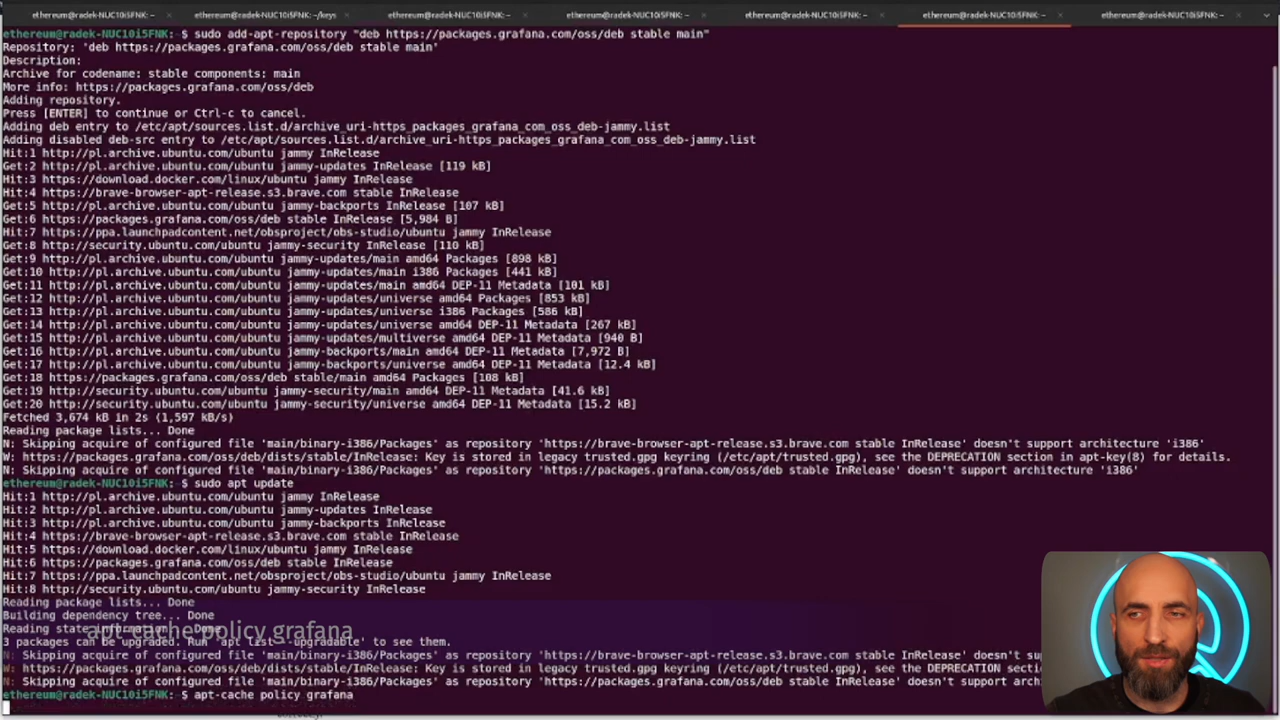 ethereum@radek-NUC10i5FNK: ~ ethereum@radek-NUC10i5FNK: ~/keys ethereum@radek-NUC10i5FNK: ~ ethereum@radek-NUC10i5FNK: ~ ethereum@radek-NUC10i5FNK: ~ ethereum@radek-NUC10i5FNK: ~ ethereum@radek-NUC10i5FNK: ~
ethereum@radek-NUC10i5FNK:~$ sudo add-apt-repository "deb https://packages.grafana.com/oss/deb stable main"
Repository: 'deb https://packages.grafana.com/oss/deb stable main'
Description:
Archive for codename: stable components: main
More info: https://packages.grafana.com/oss/deb
Adding repository.
Press [ENTER] to continue or Ctrl-c to cancel.
Adding deb entry to /etc/apt/sources.list.d/archive_uri-https_packages_grafana_com_oss_deb-jammy.list
Adding disabled deb-src entry to /etc/apt/sources.list.d/archive_uri-https_packages_grafana_com_oss_deb-jammy.list
Hit:1 http://pl.archive.ubuntu.com/ubuntu jammy InRelease
Get:2 http://pl.archive.ubuntu.com/ubuntu jammy-updates InRelease [119 kB]
Hit:3 https://download.docker.com/linux/ubuntu jammy InRelease
Hit:4 https://brave-browser-apt-release.s3.brave.com stable InRelease
Get:5 http://pl.archive.ubuntu.com/ubuntu jammy-backports InRelease [107 kB]
Get:6 https://packages.grafana.com/oss/deb stable InRelease [5,984 B]
Hit:7 https://ppa.launchpadcontent.net/obsproject/obs-studio/ubuntu jammy InRelease
Get:8 http://security.ubuntu.com/ubuntu jammy-security InRelease [110 kB]
Get:9 http://pl.archive.ubuntu.com/ubuntu jammy-updates/main amd64 Packages [898 kB]
Get:10 http://pl.archive.ubuntu.com/ubuntu jammy-updates/main i386 Packages [441 kB]
Get:11 http://pl.archive.ubuntu.com/ubuntu jammy-updates/main amd64 DEP-11 Metadata [101 kB]
Get:12 http://pl.archive.ubuntu.com/ubuntu jammy-updates/universe amd64 Packages [853 kB]
Get:13 http://pl.archive.ubuntu.com/ubuntu jammy-updates/universe i386 Packages [586 kB]
Get:14 http://pl.archive.ubuntu.com/ubuntu jammy-updates/universe amd64 DEP-11 Metadata [267 kB]
Get:15 http://pl.archive.ubuntu.com/ubuntu jammy-updates/multiverse amd64 DEP-11 Metadata [940 B]
Get:16 http://pl.archive.ubuntu.com/ubuntu jammy-backports/main amd64 DEP-11 Metadata [7,972 B]
Get:17 http://pl.archive.ubuntu.com/ubuntu jammy-backports/universe amd64 DEP-11 Metadata [12.4 kB]
Get:18 https://packages.grafana.com/oss/deb stable/main amd64 Packages [108 kB]
Get:19 http://security.ubuntu.com/ubuntu jammy-security/main amd64 DEP-11 Metadata [41.6 kB]
Get:20 http://security.ubuntu.com/ubuntu jammy-security/universe amd64 DEP-11 Metadata [15.2 kB]
Fetched 3,674 kB in 2s (1,597 kB/s)
Reading package lists... Done
N: Skipping acquire of configured file 'main/binary-i386/Packages' as repository 'https://brave-browser-apt-release.s3.brave.com stable InRelease' doesn't support architecture 'i386'
W: https://packages.grafana.com/oss/deb/dists/stable/InRelease: Key is stored in legacy trusted.gpg keyring (/etc/apt/trusted.gpg), see the DEPRECATION section in apt-key(8) for details.
N: Skipping acquire of configured file 'main/binary-i386/Packages' as repository 'https://packages.grafana.com/oss/deb stable InRelease' doesn't support architecture 'i386'
ethereum@radek-NUC10i5FNK:~$ sudo apt update
Hit:1 http://pl.archive.ubuntu.com/ubuntu jammy InRelease
Hit:2 http://pl.archive.ubuntu.com/ubuntu jammy-updates InRelease
Hit:3 http://pl.archive.ubuntu.com/ubuntu jammy-backports InRelease
Hit:4 https://brave-browser-apt-release.s3.brave.com stable InRelease
Hit:5 https://download.docker.com/linux/ubuntu jammy InRelease
Hit:6 https://packages.grafana.com/oss/deb stable InRelease
Hit:7 https://ppa.launchpadcontent.net/obsproject/obs-studio/ubuntu jammy InRelease
Hit:8 http://security.ubuntu.com/ubuntu jammy-security InRelease
Reading package lists... Done
Building dependency tree... Done
Reading state information... Done
apt-cache policy grafana
3 packages can be upgraded. Run 'apt list --upgradable' to see them.
N: Skipping acquire of configured file 'main/binary-i386/Packages' as repository 'https://brave-browser-apt-release.s3.brave.com stable InRelease' doesn't su
W: https://packages.grafana.com/oss/deb/dists/stable/InRelease: Key is stored in legacy trusted.gpg keyring (/etc/apt/trusted.gpg), see the DEPRECATION secti
N: Skipping acquire of configured file 'main/binary-i386/Packages' as repository 'https://packages.grafana.com/oss/deb stable InRelease' doesn't support arch
ethereum@radek-NUC10i5FNK:~$ apt-cache policy grafana